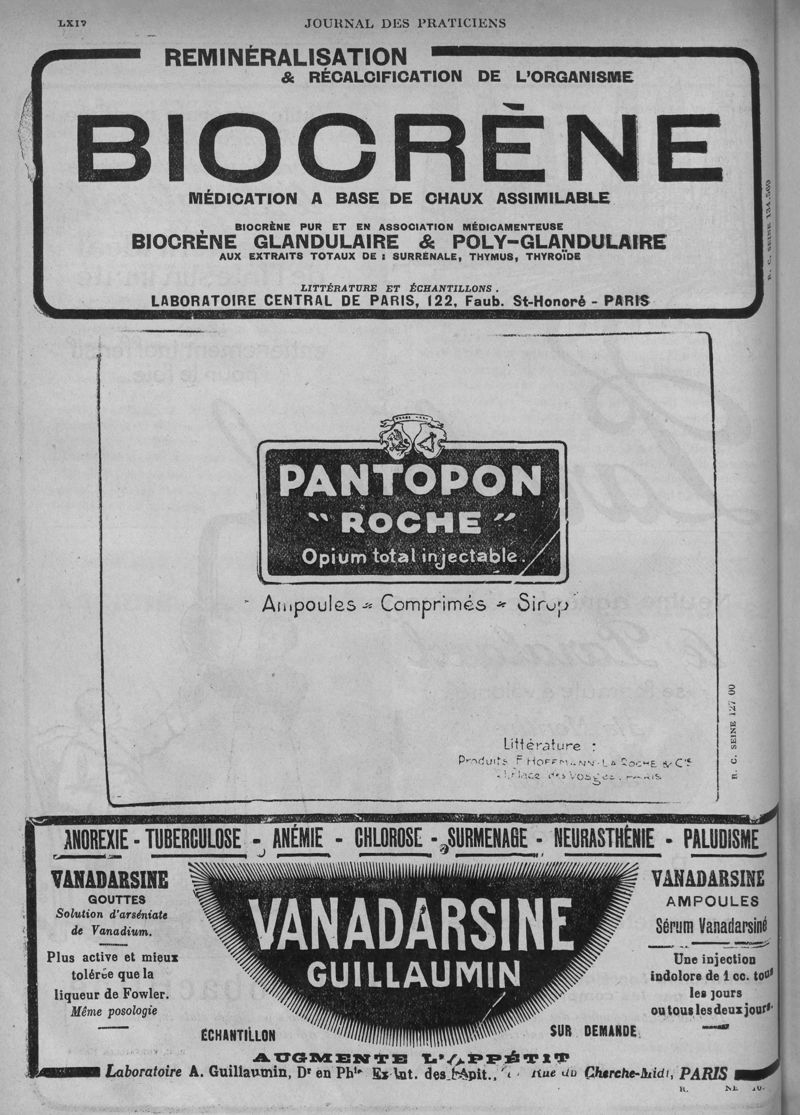 LXIV
JOURNAL DES PRATICIENS
REMINÉRALISATION
& RÉCALCIFICATION DE L'ORGANISME
BIOCRÈNE
MÉDICATION A BASE DE CHAUX ASSIMILABLE
BIOCRÈNE PUR ET EN ASSOCIATION MÉDICAMENTEUSE
BIOCRÈNE GLANDULAIRE & POLY-GLANDULAIRE
AUX EXTRAITS TOTAUX DE : SURRÉNALE, THYMUS, THYROÏDE
LITTÉRATURE ET ÉCHANTILLONS.
LABORATOIRE CENTRAL DE PARIS, 122, Faub. St-Honoré - PARIS
R. C. SEINE
PANTOPON
"ROCHE"
Opium total injectable.
Ampoules - Comprimés - Sirop
Littérature :
Produits F. HOFFMANN-LA ROCHE & Cie
Place des Vosges, PARIS
R. C. SEINE 127 00
ANOREXIE - TUBERCULOSE - ANÉMIE - CHLOROSE - SURMENAGE - NEURASTHÉNIE - PALUDISME
VANADARSINE
GOUTTES
Solution d'arséniate
de Vanadium.
Plus active et mieux
tolérée que la
liqueur de Fowler.
Même posologie
VANADARSINE
GUILLAUMIN
ÉCHANTILLON
SUR DEMANDE
VANADARSINE
AMPOULES
Sérum Vanadarsiné
Une injection
indolore de 1 cc. tous
les jours
ou tous les deux jours.
AUGMENTE L'APPÉTIT
Laboratoire A. Guillaumin, Dr en Phie Ex Int. des Hôpit., Rue du Cherche-Midi, PARIS